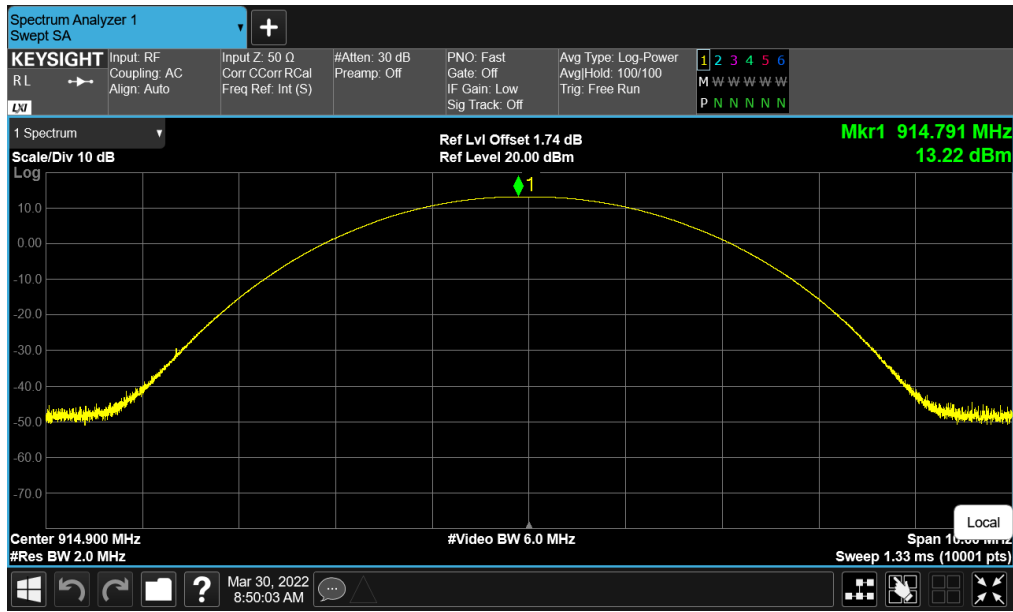 Spectrum Analyzer 1
Swept SA
KEYSIGHT
R L
LXI
Input: RF
Coupling: AC
Align: Auto
Input Z: 50 Ω
Corr CCorr RCal
Freq Ref: Int (S)
#Atten: 30 dB
Preamp: Off
PNO: Fast
Gate: Off
IF Gain: Low
Sig Track: Off
Avg Type: Log-Power
Avg|Hold: 100/100
Trig: Free Run
1 2 3 4 5 6
M W W W W W
P N N N N N
1 Spectrum
Scale/Div 10 dB
Log
Ref Lvl Offset 1.74 dB
Ref Level 20.00 dBm
Mkr1 914.791 MHz
13.22 dBm
1
10.0
0.00
-10.0
-20.0
-30.0
-40.0
-50.0
-60.0
-70.0
Local
Center 914.900 MHz
#Video BW 6.0 MHz
Span 10.00 MHz
#Res BW 2.0 MHz
Sweep 1.33 ms (10001 pts)
?
Mar 30, 2022
8:50:03 AM